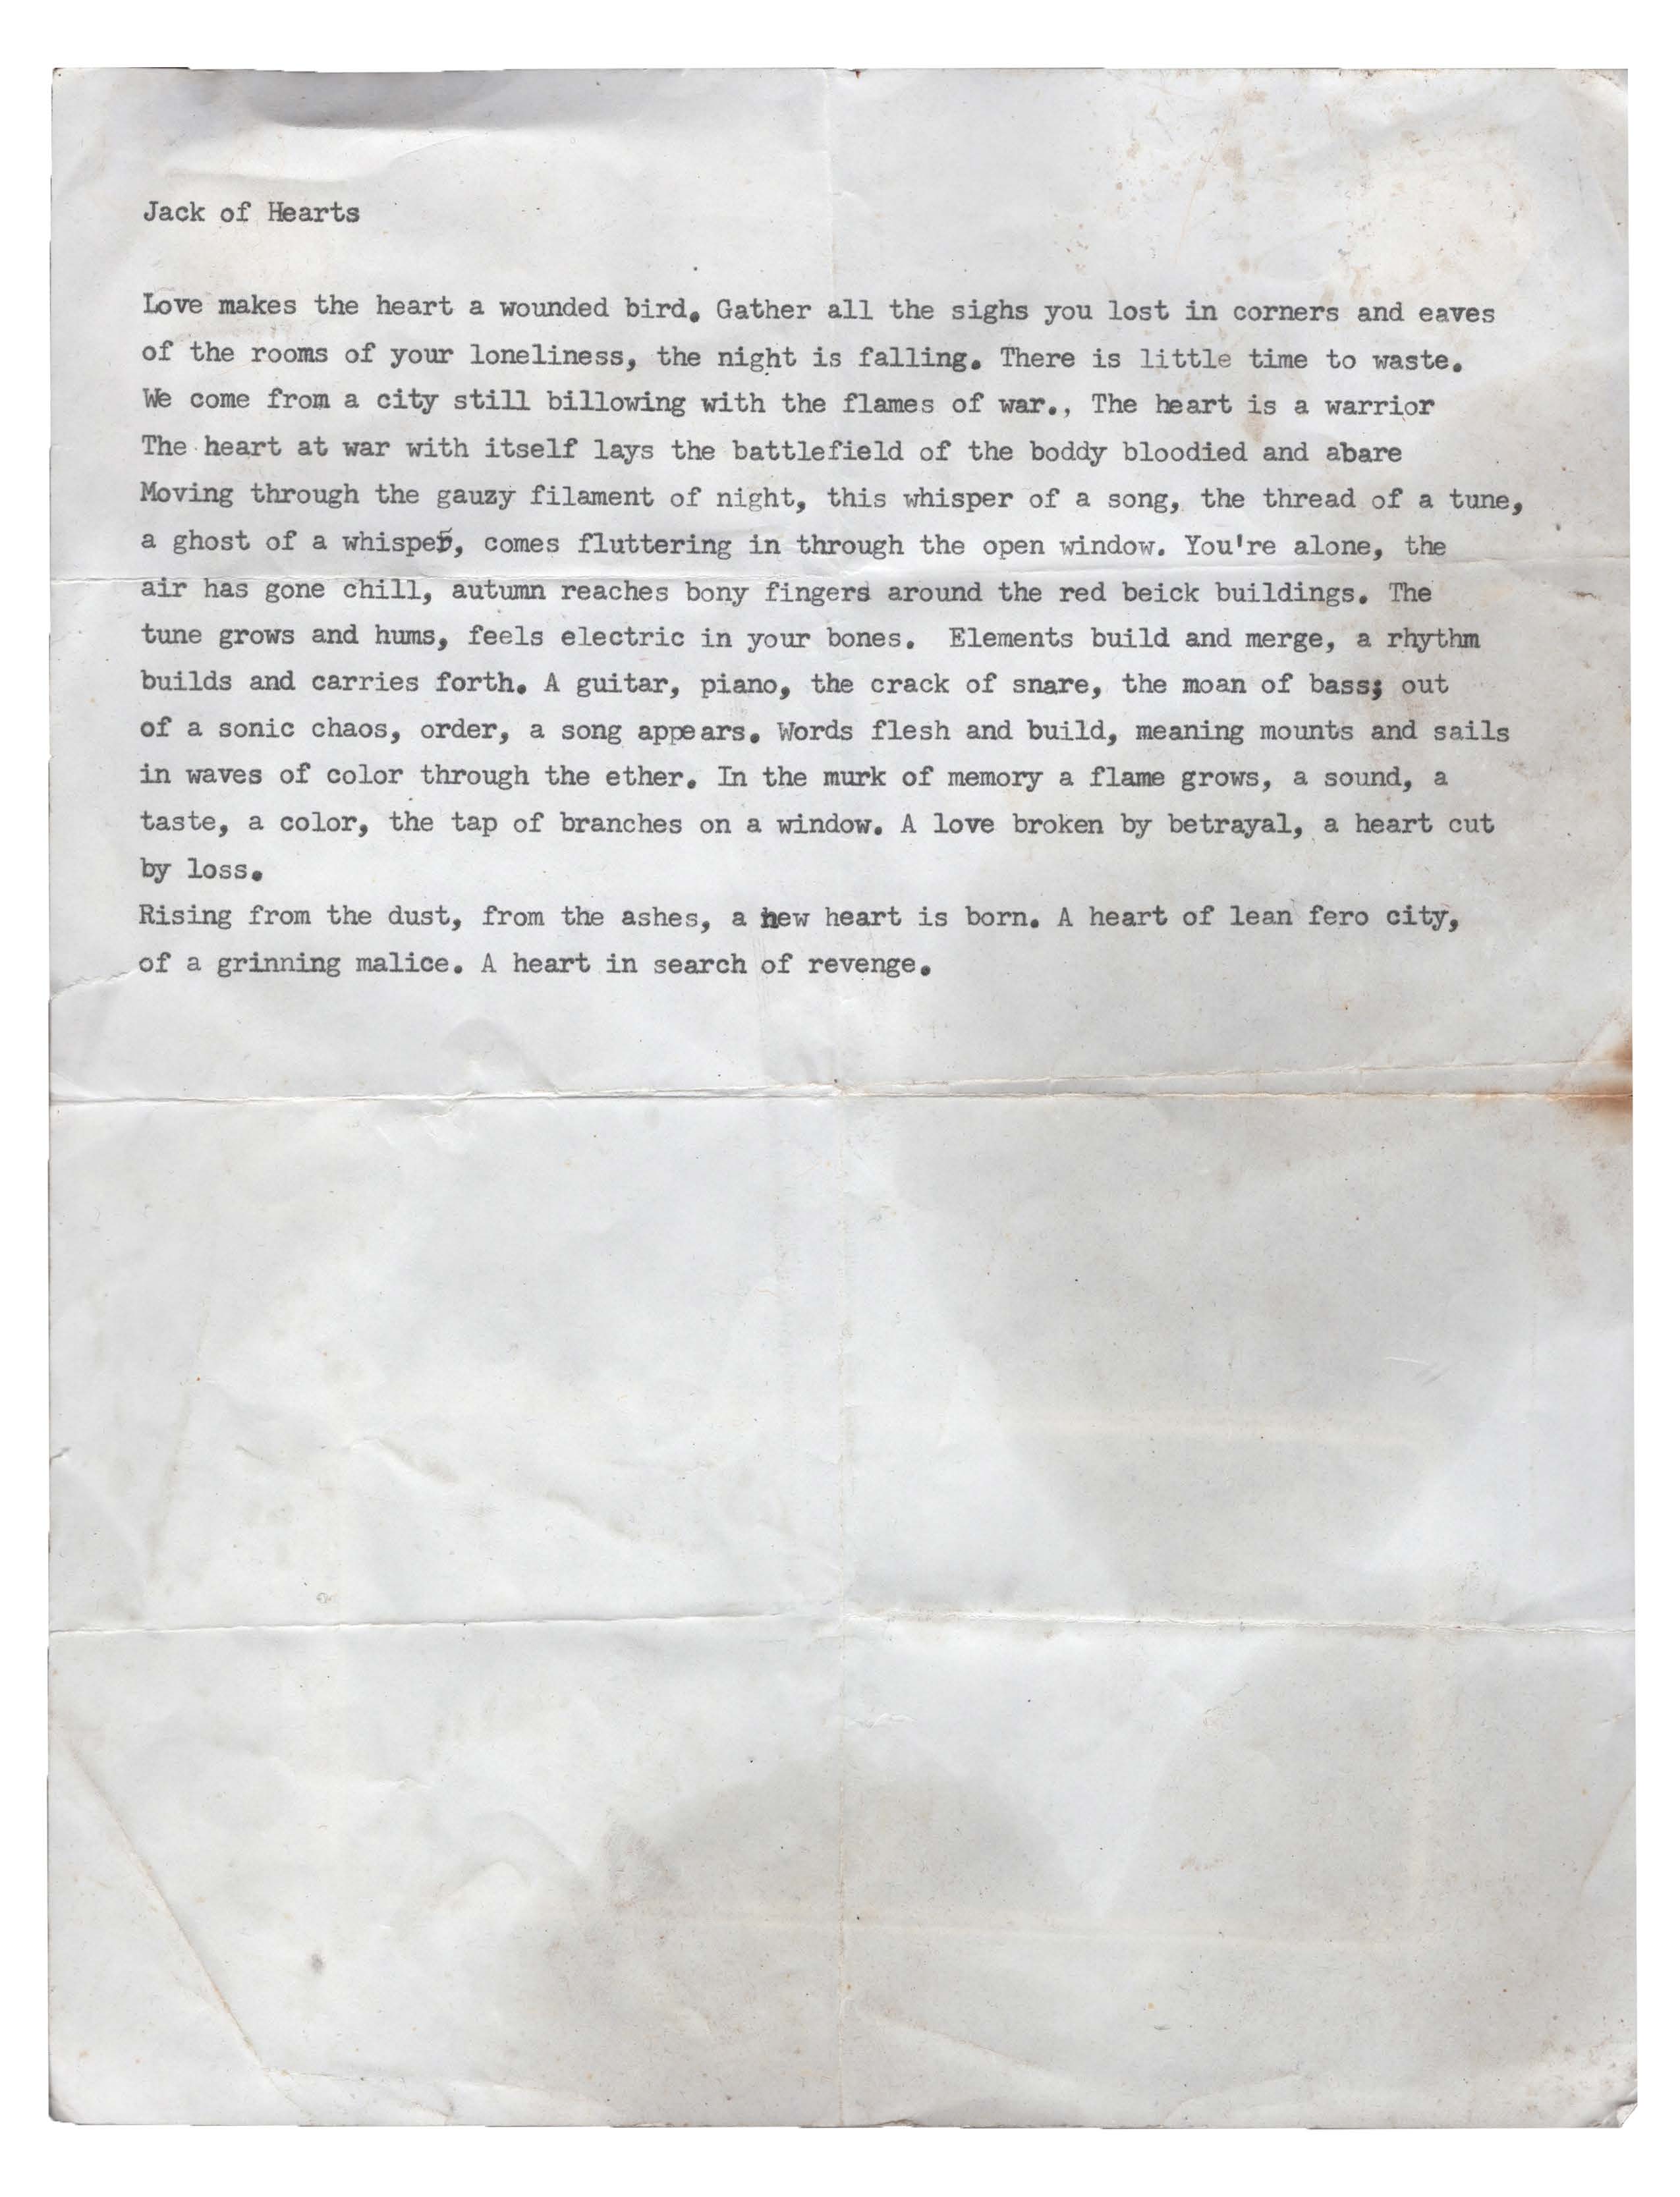 Jack of Hearts
Love makes the heart a wounded bird. Gather all the sighs you lost in corners and eaves
of the rooms of your loneliness, the night is falling. There is little time to waste.
We come from a city still billowing with the flames of war., The heart is a warrior
The heart at war with itself lays the battlefield of the boddy bloodied and abare
Moving through the gauzy filament of night, this whisper of a song, the thread of a tune,
a ghost of a whisper, comes fluttering in through the open window. You're alone, the
air has gone chill, autumn reaches bony fingers around the red beick buildings. The
tune grows and hums, feels electric in your bones.  Elements build and merge, a rhythm
builds and carries forth. A guitar, piano, the crack of snare, the moan of bass; out
of a sonic chaos, order, a song appears. Words flesh and build, meaning mounts and sails
in waves of color through the ether. In the murk of memory a flame grows, a sound, a
taste, a color, the tap of branches on a window. A love broken by betrayal, a heart cut
by loss.
Rising from the dust, from the ashes, a new heart is born. A heart of lean fero city,
of a grinning malice. A heart in search of revenge.